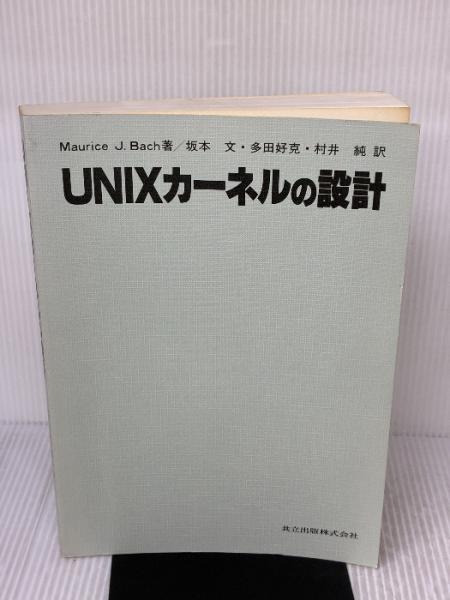 Maurice J. Bach著/坂本 文・多田好克・村井 純 訳
UNIXカーネルの設計
共立出版株式会社